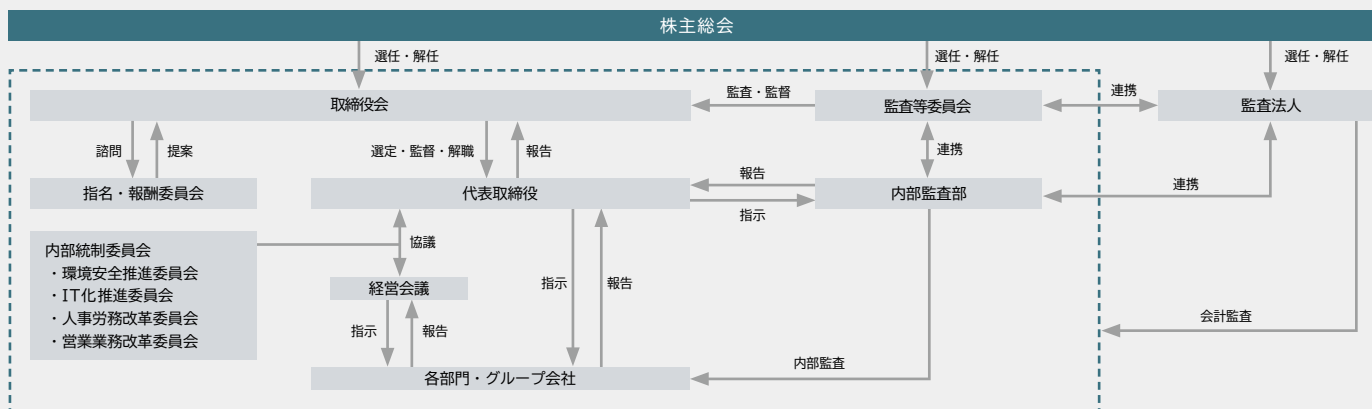 株主総会
選任・解任
選任・解任
選任・解任
取締役会
監査・監督
監査等委員会
連携
監査法人
諮問
提案
選定・監督・解職
報告
連携
指名・報酬委員会
代表取締役
報告
指示
内部監査部
連携
内部統制委員会
・環境安全推進委員会
・IT化推進委員会
・人事労務改革委員会
・営業業務改革委員会
協議
経営会議
指示
報告
指示
報告
会計監査
内部監査
各部門・グループ会社